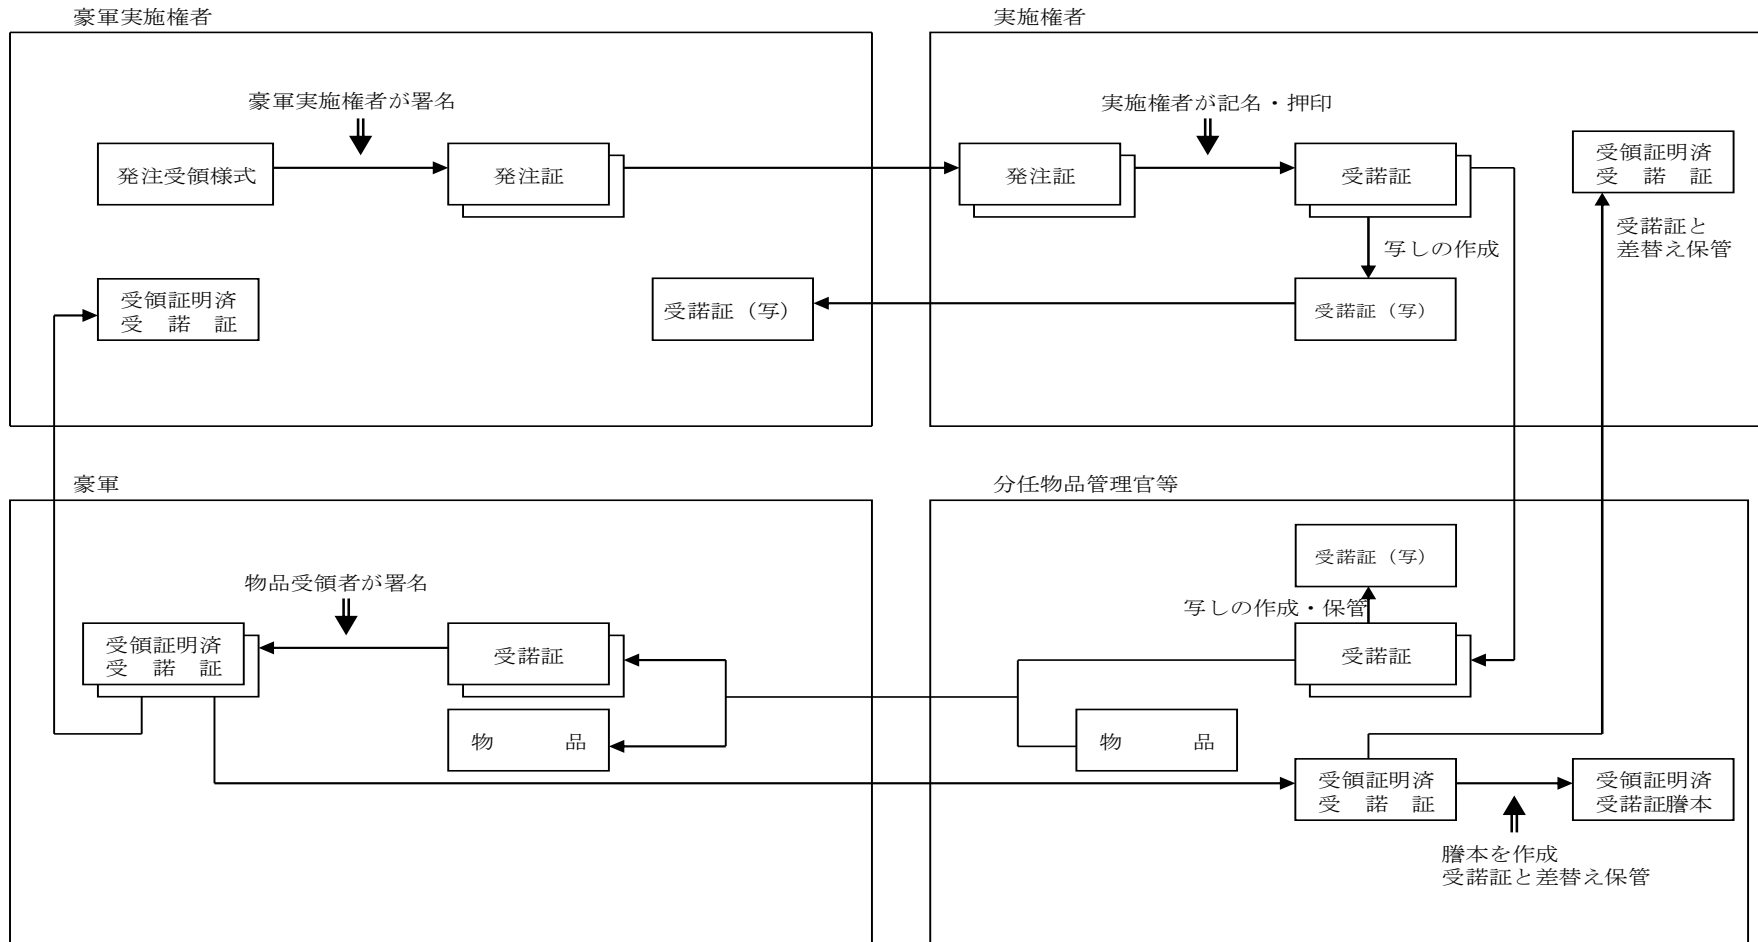 豪軍実施権者
豪軍実施権者が署名
発注受領様式
発注証
受領証明済
受 諾 証
受諾証（写）
実施権者
実施権者が記名・押印
発注証
受諾証
受領証明済
受 諾 証
受諾証と
差替え保管
写しの作成
受諾証（写）
豪軍
物品受領者が署名
受領証明済
受 諾 証
受諾証
物 品
分任物品管理官等
受諾証（写）
写しの作成・保管
受諾証
物 品
受領証明済
受 諾 証
受領証明済
受諾証謄本
謄本を作成
受諾証と差替え保管